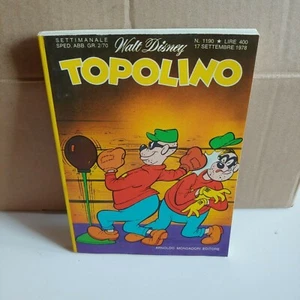 SETTIMANALE
SPED. ABB. GR. 2/70
Walt Disney
N. 1190 ★ LIRE 400
17 SETTEMBRE 1978
TOPOLINO
ARNOLDO MONDADORI EDITORE